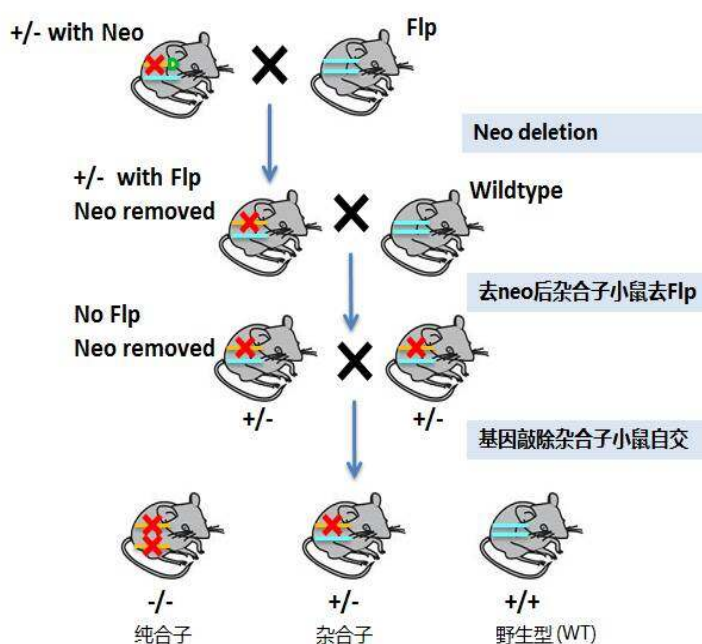 +/- with Neo
Flp
Neo deletion
+/- with Flp
Neo removed
Wildtype
去neo后杂合子小鼠去Flp
No Flp
Neo removed
+/-
+/-
基因敲除杂合子小鼠自交
-/-
+/-
+/+
纯合子
杂合子
野生型(WT)